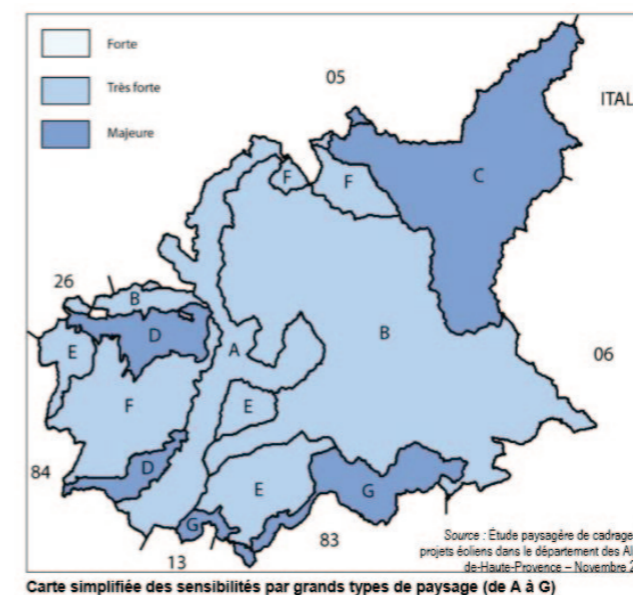 Forte
05
Très forte
ITAL
Majeure
C
F
F
26
B
D
B
06
A
E
E
F
84
D
E
G
G
83
13
Source : Étude paysagère de cadrage
projets éoliens dans le département des Al
de-Haute-Provence – Novembre 2
Carte simplifiée des sensibilités par grands types de paysage (de A à G)